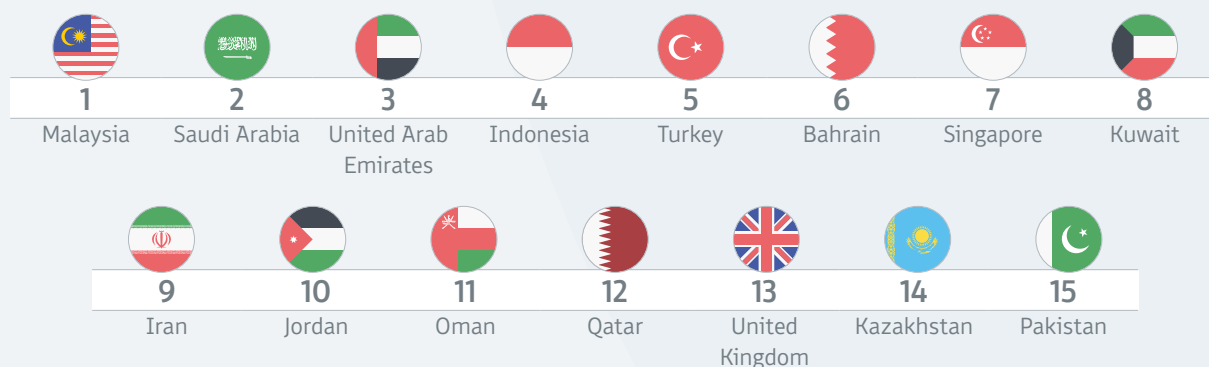 1 2 3 4 5 6 7 8
Malaysia Saudi Arabia United Arab Emirates Indonesia Turkey Bahrain Singapore Kuwait
9 10 11 12 13 14 15
Iran Jordan Oman Qatar United Kingdom Kazakhstan Pakistan